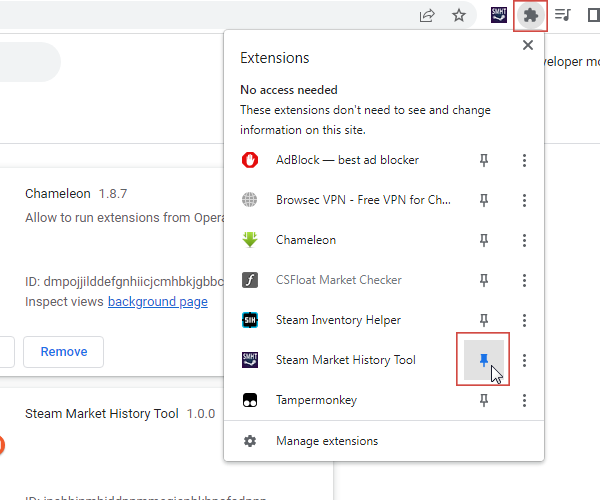 SMHT
veloper mo
Extensions
No access needed
These extensions don't need to see and change
information on this site.
AdBlock — best ad blocker
Browsec VPN - Free VPN for Ch...
Chameleon
CSFloat Market Checker
SIH
Steam Inventory Helper
SMHT
Steam Market History Tool
Tampermonkey
Manage extensions
Chameleon 1.8.7
Allow to run extensions from Opera
ID: dmpojjilddefgnhiicjcmhbkjgbbc
Inspect views background page
Remove
Steam Market History Tool 1.0.0